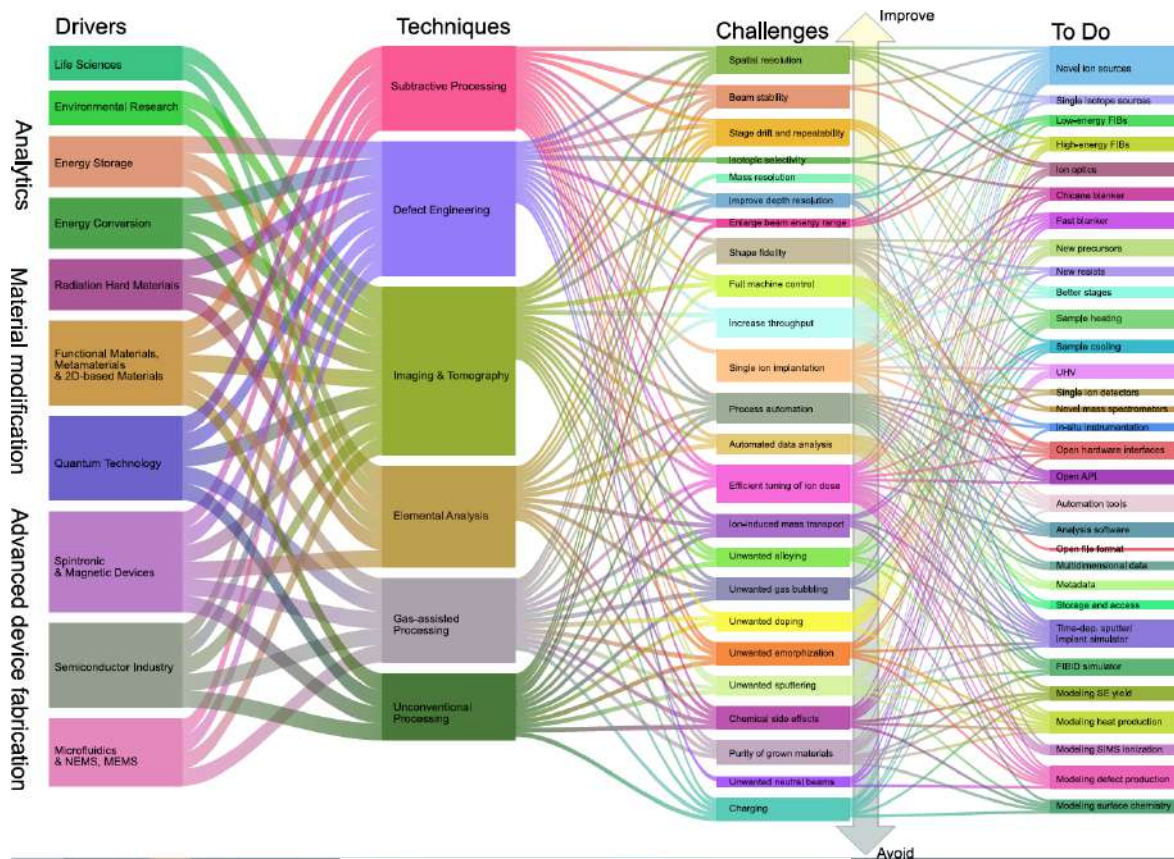 Drivers
Techniques
Challenges
Improve
To Do
Analytics
Material modification
Advanced device fabrication
Life Sciences
Environmental Research
Energy Storage
Energy Conversion
Radiation Hard Materials
Functional Materials,
Metamaterials
& 2D-based Materials
Quantum Technology
Spintronic
& Magnetic Devices
Semiconductor Industry
Microfluidics
& NEMS, MEMS
Subtractive Processing
Defect Engineering
Imaging & Tomography
Elemental Analysis
Gas-assisted
Processing
Unconventional
Processing
Spatial resolution
Beam stability
Stage drift and repeatability
Isotopic selectivity
Mass resolution
Improve depth resolution
Enlarge beam energy range
Shape fidelity
Full machine control
Increase throughput
Single ion implantation
Process automation
Automated data analysis
Efficient tuning of ion dose
Ion-induced mass transport
Unwanted alloying
Unwanted gas bubbling
Unwanted doping
Unwanted amorphization
Unwanted sputtering
Chemical side effects
Purity of grown materials
Unwanted neutral beams
Charging
Avoid
Novel ion sources
Single isotope sources
Low-energy FIBs
High-energy FIBs
Ion optics
Chicane blanker
Fast blanker
New precursors
New resists
Better stages
Sample heating
Sample cooling
UHV
Single ion detectors
Novel mass spectrometers
In-situ instrumentation
Open hardware interfaces
Open API
Automation tools
Analysis software
Open file format
Multidimensional data
Metadata
Storage and access
Time-dep. sputter/
implant simulator
FIBID simulator
Modeling SE yield
Modeling heat production
Modeling SIMS ionization
Modeling defect production
Modeling surface chemistry